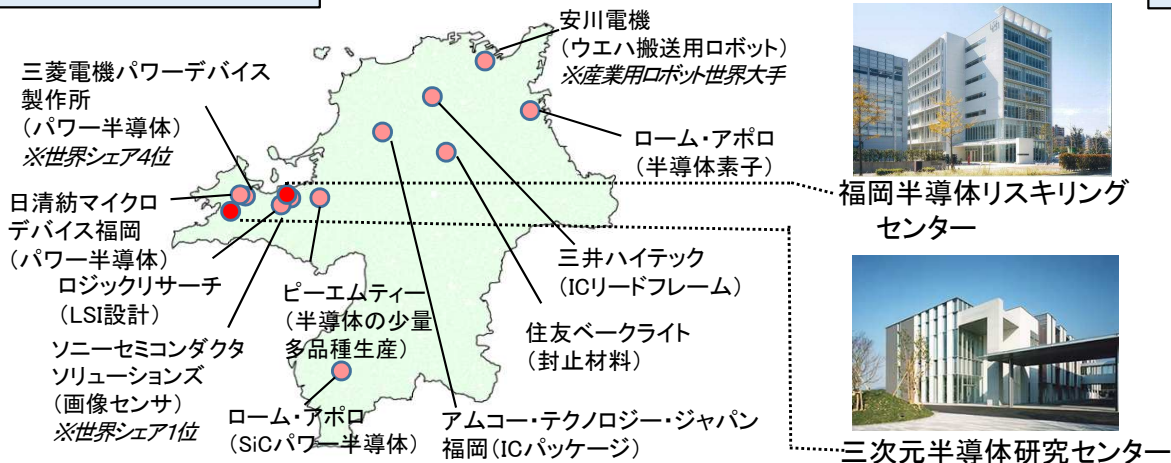 安川電機
(ウエハ搬送用ロボット)
※産業用ロボット世界大手
三菱電機パワーデバイス
製作所
(パワー半導体)
※世界シェア4位
ローム・アポロ
(半導体素子)
日清紡マイクロ
デバイス福岡
(パワー半導体)
福岡半導体リスキリング
センター
三井ハイテック
(ICリードフレーム)
ロジックリサーチ
(LSI設計)
ピーエムティー
(半導体の少量
多品種生産)
住友ベークライト
(封止材料)
ソニーセミコンダクタ
ソリューションズ
(画像センサ)
※世界シェア1位
ローム・アポロ
(SiCパワー半導体)
アムコー・テクノロジー・ジャパン
福岡(ICパッケージ)
三次元半導体研究センター